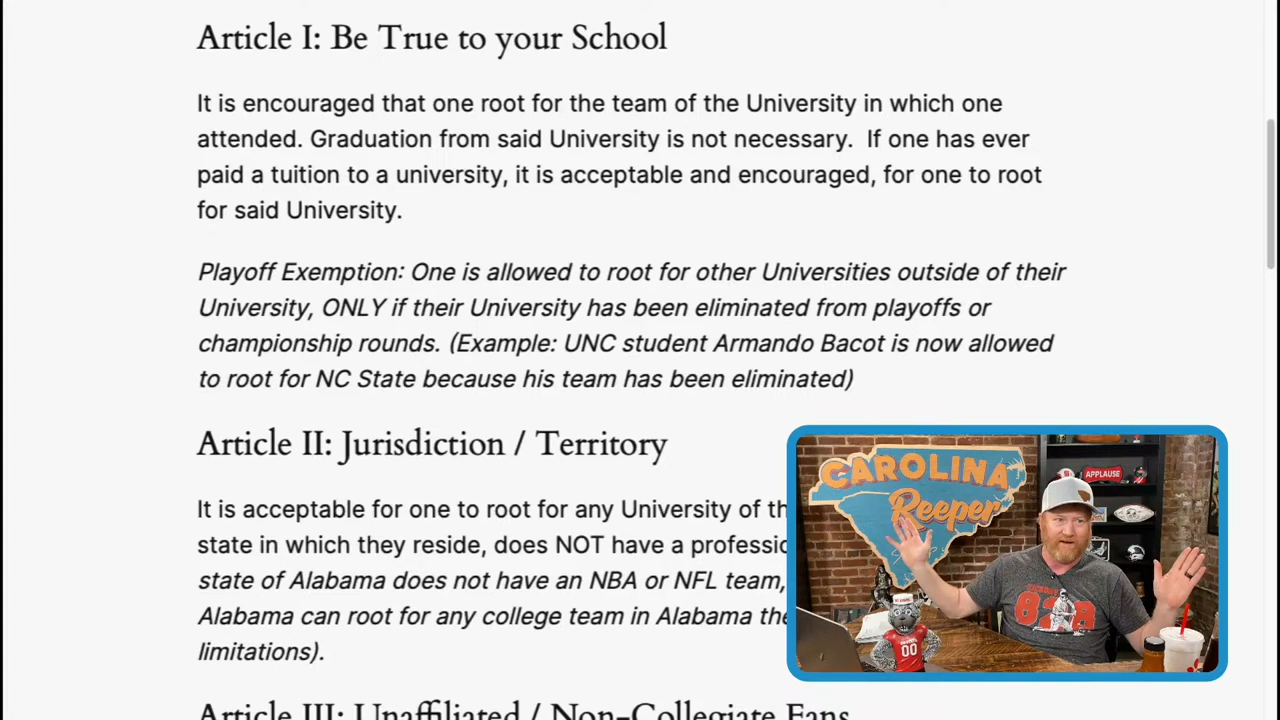 Article I: Be True to your School
It is encouraged that one root for the team of the University in which one
attended. Graduation from said University is not necessary.  If one has ever
paid a tuition to a university, it is acceptable and encouraged, for one to root
for said University.
Playoff Exemption: One is allowed to root for other Universities outside of their
University, ONLY if their University has been eliminated from playoffs or
championship rounds. (Example: UNC student Armando Bacot is now allowed
to root for NC State because his team has been eliminated)
Article II: Jurisdiction / Territory
It is acceptable for one to root for any University of th
state in which they reside, does NOT have a professio
state of Alabama does not have an NBA or NFL team,
Alabama can root for any college team in Alabama the
limitations).
Article III: Unaffiliated / Non-Collegiate Fans
CAROLINA
Reeper
APPLAUSE
828
00